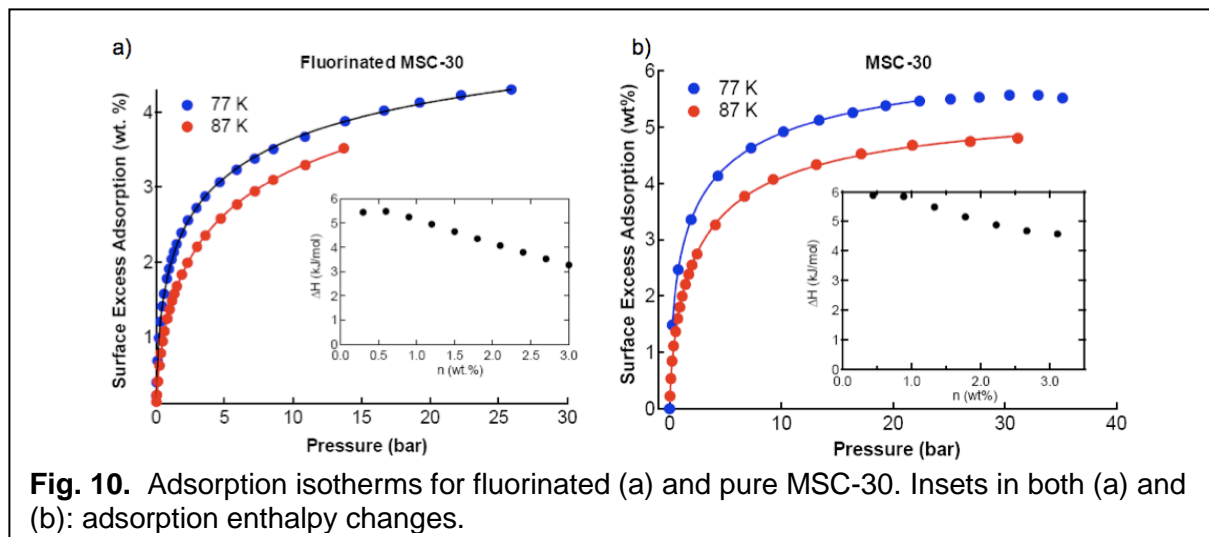 a)
Fluorinated MSC-30
77 K
87 K
Surface Excess Adsorption (wt. %)
4
3
2
1
0
5
10
15
20
25
30
Pressure (bar)
ΔH (kJ/mol)
6
5
4
3
2
1
0
0.0
0.5
1.0
1.5
2.0
2.5
3.0
n (wt.%)
b)
MSC-30
77 K
87 K
Surface Excess Adsorption (wt%)
6
5
4
3
2
1
0
0
10
20
30
40
Pressure (bar)
ΔH (kJ/mol)
6
5
4
3
2
1
0
0.0
1.0
2.0
3.0
n (wt%)
Fig. 10. Adsorption isotherms for fluorinated (a) and pure MSC-30. Insets in both (a) and
(b): adsorption enthalpy changes.